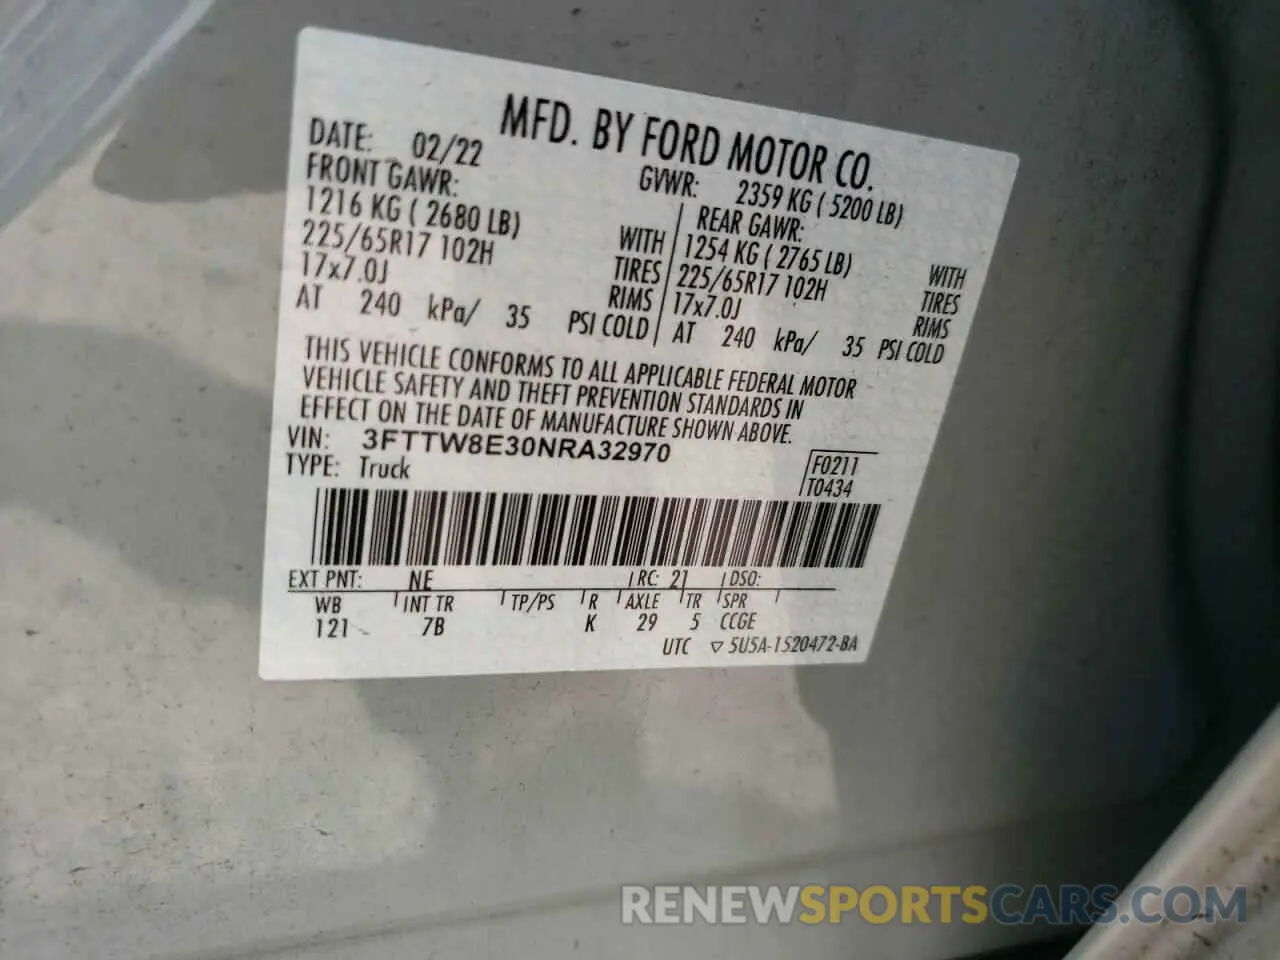 MFD. BY FORD MOTOR CO.
DATE: 02/22 GVWR: 2359 KG ( 5200 LB)
FRONT GAWR: REAR GAWR:
1216 KG ( 2680 LB) WITH 1254 KG ( 2765 LB) WITH
225/65R17 102H TIRES 225/65R17 102H TIRES
17x7.0J RIMS 17x7.0J RIMS
AT 240 kPa/ 35 PSI COLD AT 240 kPa/ 35 PSI COLD
THIS VEHICLE CONFORMS TO ALL APPLICABLE FEDERAL MOTOR
VEHICLE SAFETY AND THEFT PREVENTION STANDARDS IN
EFFECT ON THE DATE OF MANUFACTURE SHOWN ABOVE.
VIN: 3FTTW8E30NRA32970 F0211
TYPE: Truck T0434
EXT PNT: NE RC: 21 DSO:
WB INT TR TP/PS R AXLE TR SPR
121 7B K 29 5 CCGE
UTC ▽ 5U5A-1520472-BA
RENEWSPORTSCARS.COM